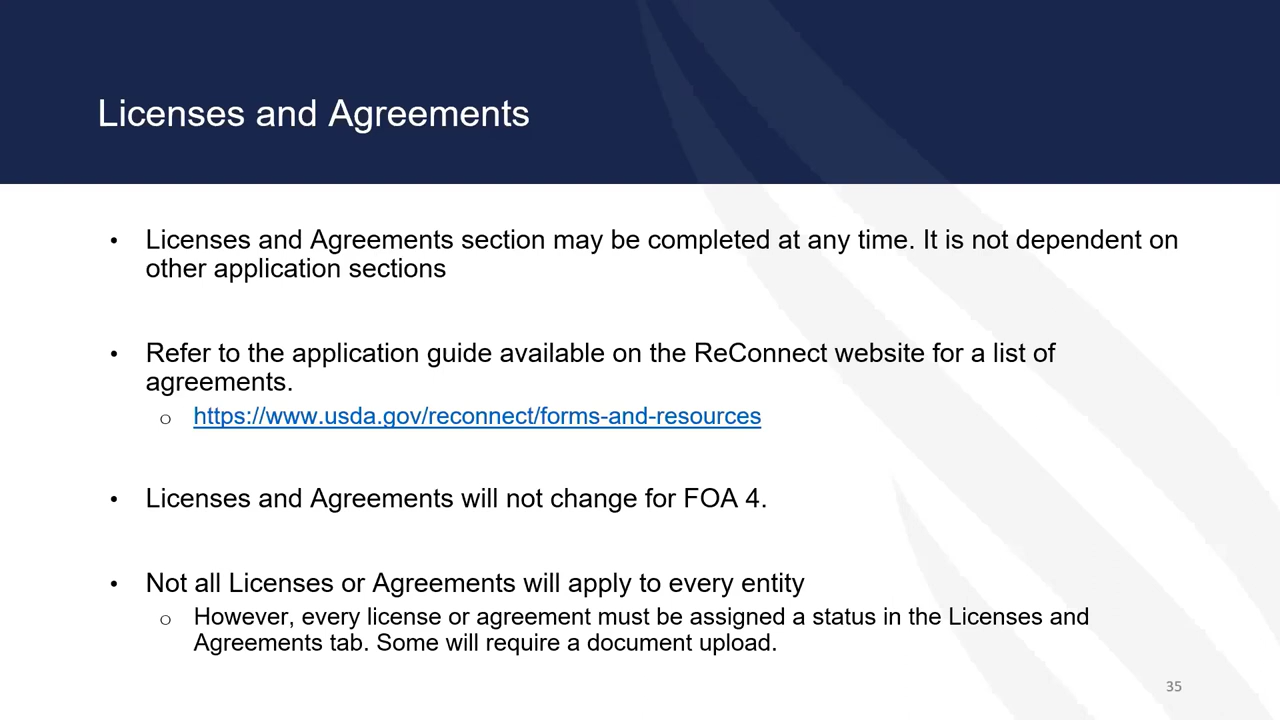 Licenses and Agreements
• Licenses and Agreements section may be completed at any time. It is not dependent on
other application sections
• Refer to the application guide available on the ReConnect website for a list of
agreements.
o https://www.usda.gov/reconnect/forms-and-resources
• Licenses and Agreements will not change for FOA 4.
• Not all Licenses or Agreements will apply to every entity
o However, every license or agreement must be assigned a status in the Licenses and
Agreements tab. Some will require a document upload.
35